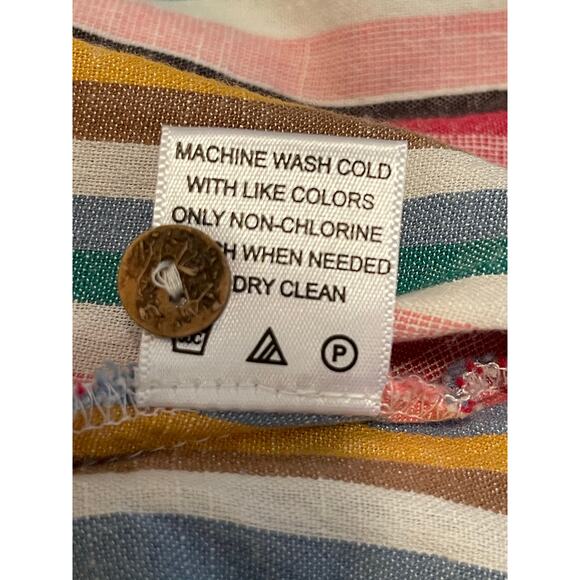 MACHINE WASH COLD
WITH LIKE COLORS
ONLY NON-CHLORINE
WHEN NEEDED
DRY CLEAN
P